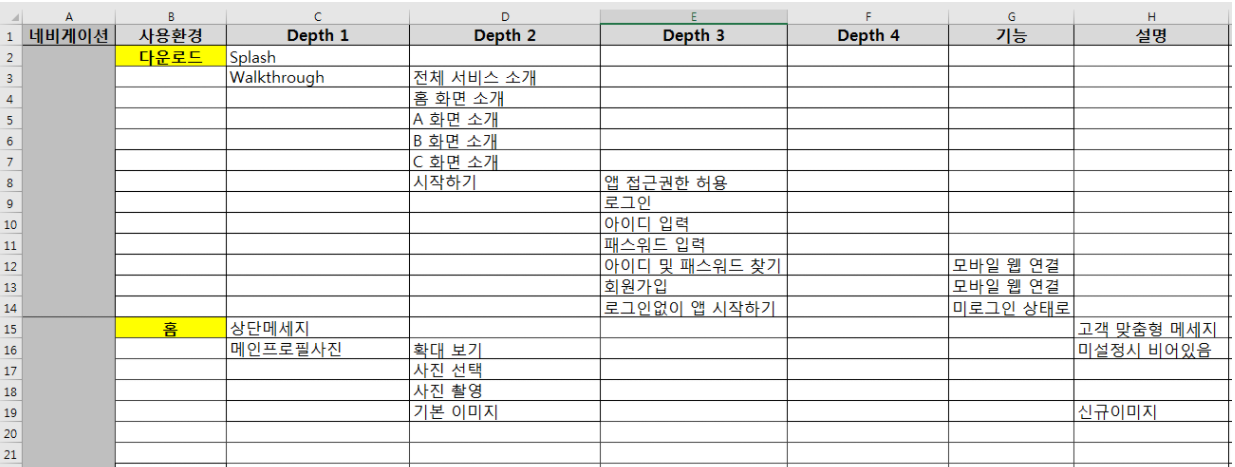 A B C D E F G H
1 네비게이션 사용환경 Depth 1 Depth 2 Depth 3 Depth 4 기능 설명
2 다운로드 Splash
3 Walkthrough 전체 서비스 소개
4 홈 화면 소개
5 A 화면 소개
6 B 화면 소개
7 C 화면 소개
8 시작하기 앱 접근권한 허용
9 로그인
10 아이디 입력
11 패스워드 입력
12 아이디 및 패스워드 찾기 모바일 웹 연결
13 회원가입 모바일 웹 연결
14 로그인없이 앱 시작하기 미로그인 상태로
15 홈 상단메세지 고객 맞춤형 메세지
16 메인프로필사진 확대 보기 미설정시 비어있음
17 사진 선택
18 사진 촬영
19 기본 이미지 신규이미지
20
21